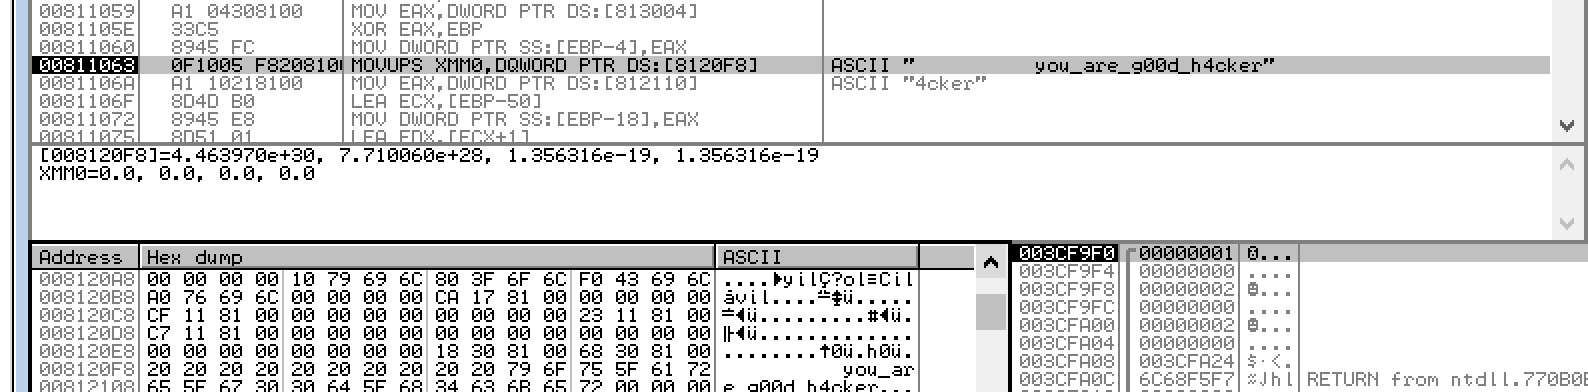 00811059 A1 04308100 MOV EAX,DWORD PTR DS:[813004]
0081105E 33C5 XOR EAX,EBP
00811060 8945 FC MOV DWORD PTR SS:[EBP-4],EAX
00811063 0F1005 F820810 MOVUPS XMM0,DQWORD PTR DS:[8120F8] ASCII "          you_are_g00d_h4cker"
0081106A A1 10218100 MOV EAX,DWORD PTR DS:[812110] ASCII "4cker"
0081106F 8D4D B0 LEA ECX,[EBP-50]
00811072 8945 E8 MOV DWORD PTR SS:[EBP-18],EAX
00811075 8D51 01 LEA EDX,[ECX+1]
[008120F8]=4.463970e+30, 7.710060e+28, 1.356316e-19, 1.356316e-19
XMM0=0.0, 0.0, 0.0, 0.0
Address Hex dump ASCII
008120A8 00 00 00 00 10 79 69 6C 80 3F 6F 6C F0 43 69 6C ....►yilÇ?ol≡Cil
008120B8 A0 76 69 6C 00 00 00 00 CA 17 81 00 00 00 00 00 ávil....╩↨ü.....
008120C8 CF 11 81 00 00 00 00 00 00 00 00 00 23 11 81 00 ╧◄ü.........#◄ü.
008120D8 C7 11 81 00 00 00 00 00 00 00 00 00 00 00 00 00 ╟◄ü.............
008120E8 00 00 00 00 00 00 00 00 18 30 81 00 68 30 81 00 ........↑0ü.h0ü.
008120F8 20 20 20 20 20 20 20 20 20 20 79 6F 75 5F 61 72 you_ar
00812108 65 5F 67 30 30 64 5F 68 34 63 6B 65 72 00 00 00 e_g00d_h4cker...
003CF9F0 00000001 ☺...
003CF9F4 00000000 ....
003CF9F8 00000002 ☻...
003CF9FC 00000000 ....
003CFA00 00000002 ☻...
003CFA04 00000000 ....
003CFA08 003CFA24 $·<.
003CFA0C 6C68F5F7 ≈Jhl RETURN from ntdll.770B0